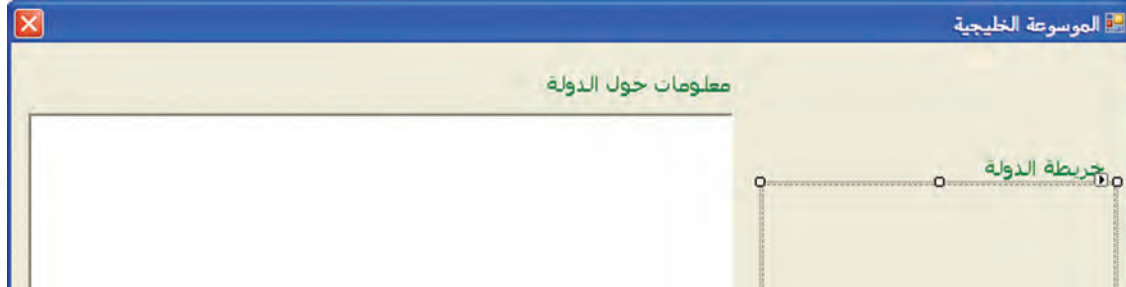 الموسوعة الخليجية
معلومات حول الدولة
خريطة الدولة